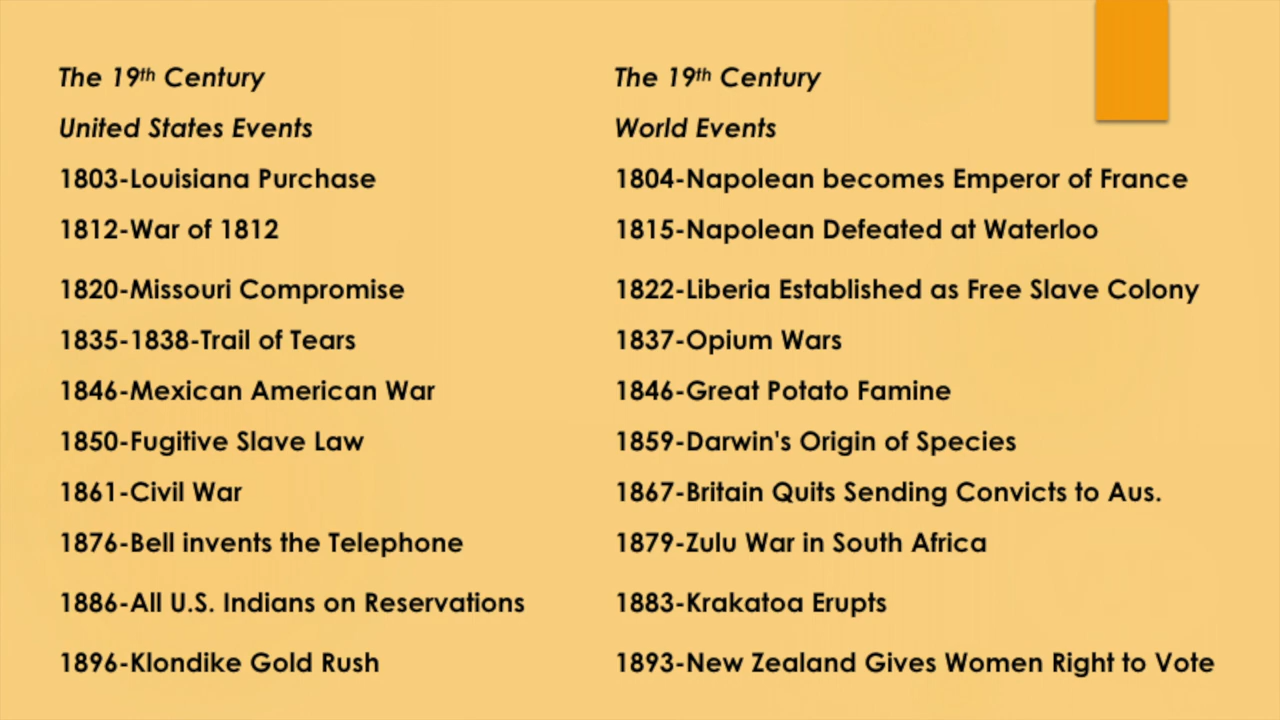 The 19th Century
United States Events
1803-Louisiana Purchase
1812-War of 1812
1820-Missouri Compromise
1835-1838-Trail of Tears
1846-Mexican American War
1850-Fugitive Slave Law
1861-Civil War
1876-Bell invents the Telephone
1886-All U.S. Indians on Reservations
1896-Klondike Gold Rush
The 19th Century
World Events
1804-Napolean becomes Emperor of France
1815-Napolean Defeated at Waterloo
1822-Liberia Established as Free Slave Colony
1837-Opium Wars
1846-Great Potato Famine
1859-Darwin's Origin of Species
1867-Britain Quits Sending Convicts to Aus.
1879-Zulu War in South Africa
1883-Krakatoa Erupts
1893-New Zealand Gives Women Right to Vote